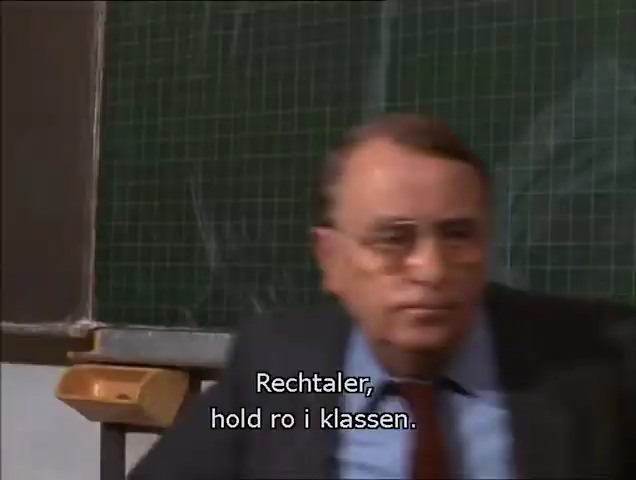 Rechtaler,
hold ro i klassen.